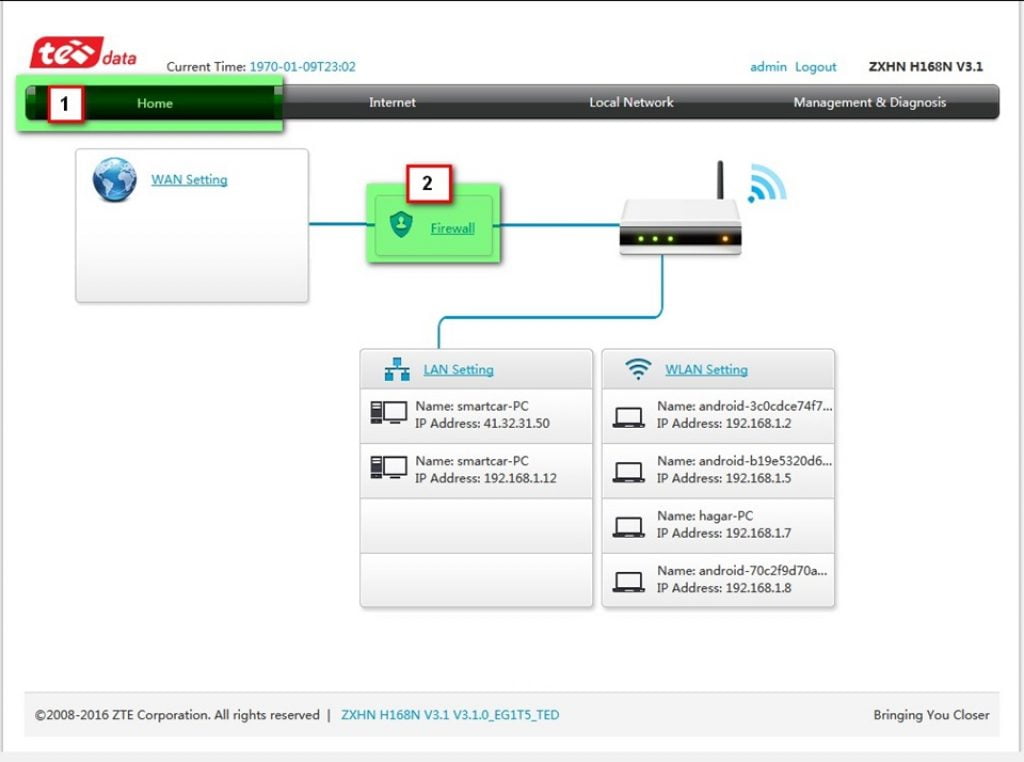 te data
Current Time: 1970-01-09T23:02
admin Logout ZXHN H168N V3.1
1
Home Internet Local Network Management & Diagnosis
WAN Setting
2
Firewall
LAN Setting
Name: smartcar-PC
IP Address: 41.32.31.50
Name: smartcar-PC
IP Address: 192.168.1.12
WLAN Setting
Name: android-3c0cdce74f7...
IP Address: 192.168.1.2
Name: android-b19e5320d6...
IP Address: 192.168.1.5
Name: hagar-PC
IP Address: 192.168.1.7
Name: android-70c2f9d70a...
IP Address: 192.168.1.8
©2008-2016 ZTE Corporation. All rights reserved | ZXHN H168N V3.1 V3.1.0_EG1T5_TED
Bringing You Closer